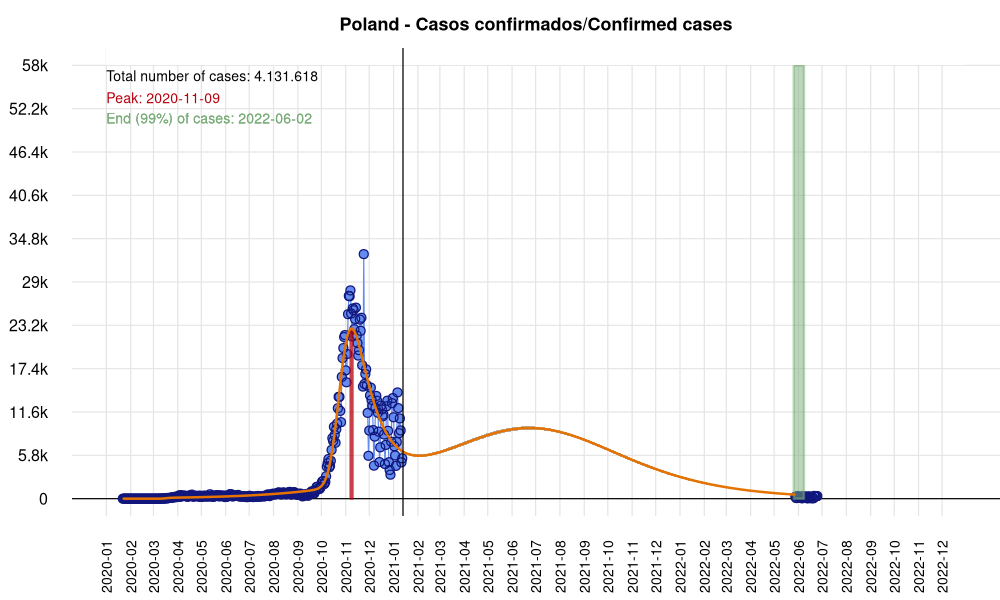 Poland - Casos confirmados/Confirmed cases
Total number of cases: 4.131.618
Peak: 2020-11-09
End (99%) of cases: 2022-06-02
58k
52.2k
46.4k
40.6k
34.8k
29k
23.2k
17.4k
11.6k
5.8k
0
2020-01
2020-02
2020-03
2020-04
2020-05
2020-06
2020-07
2020-08
2020-09
2020-10
2020-11
2020-12
2021-01
2021-02
2021-03
2021-04
2021-05
2021-06
2021-07
2021-08
2021-09
2021-10
2021-11
2021-12
2022-01
2022-02
2022-03
2022-04
2022-05
2022-06
2022-07
2022-08
2022-09
2022-10
2022-11
2022-12